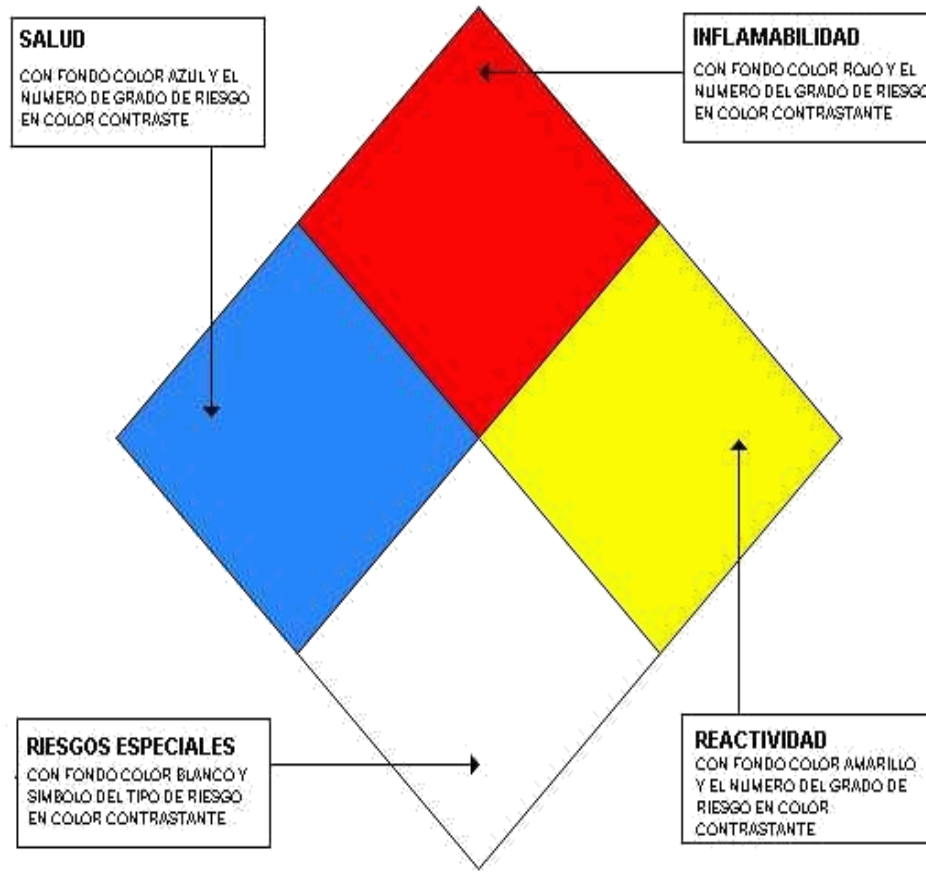 SALUD
CON FONDO COLOR AZUL Y EL
NUMERO DE GRADO DE RIESGO
EN COLOR CONTRASTE
INFLAMABILIDAD
CON FONDO COLOR ROJO Y EL
NUMERO DEL GRADO DE RIESGO
EN COLOR CONTRASTANTE
RIESGOS ESPECIALES
CON FONDO COLOR BLANCO Y
SIMBOLO DEL TIPO DE RIESGO
EN COLOR CONTRASTANTE
REACTIVIDAD
CON FONDO COLOR AMARILLO
Y EL NUMERO DEL GRADO DE
RIESGO EN COLOR
CONTRASTANTE